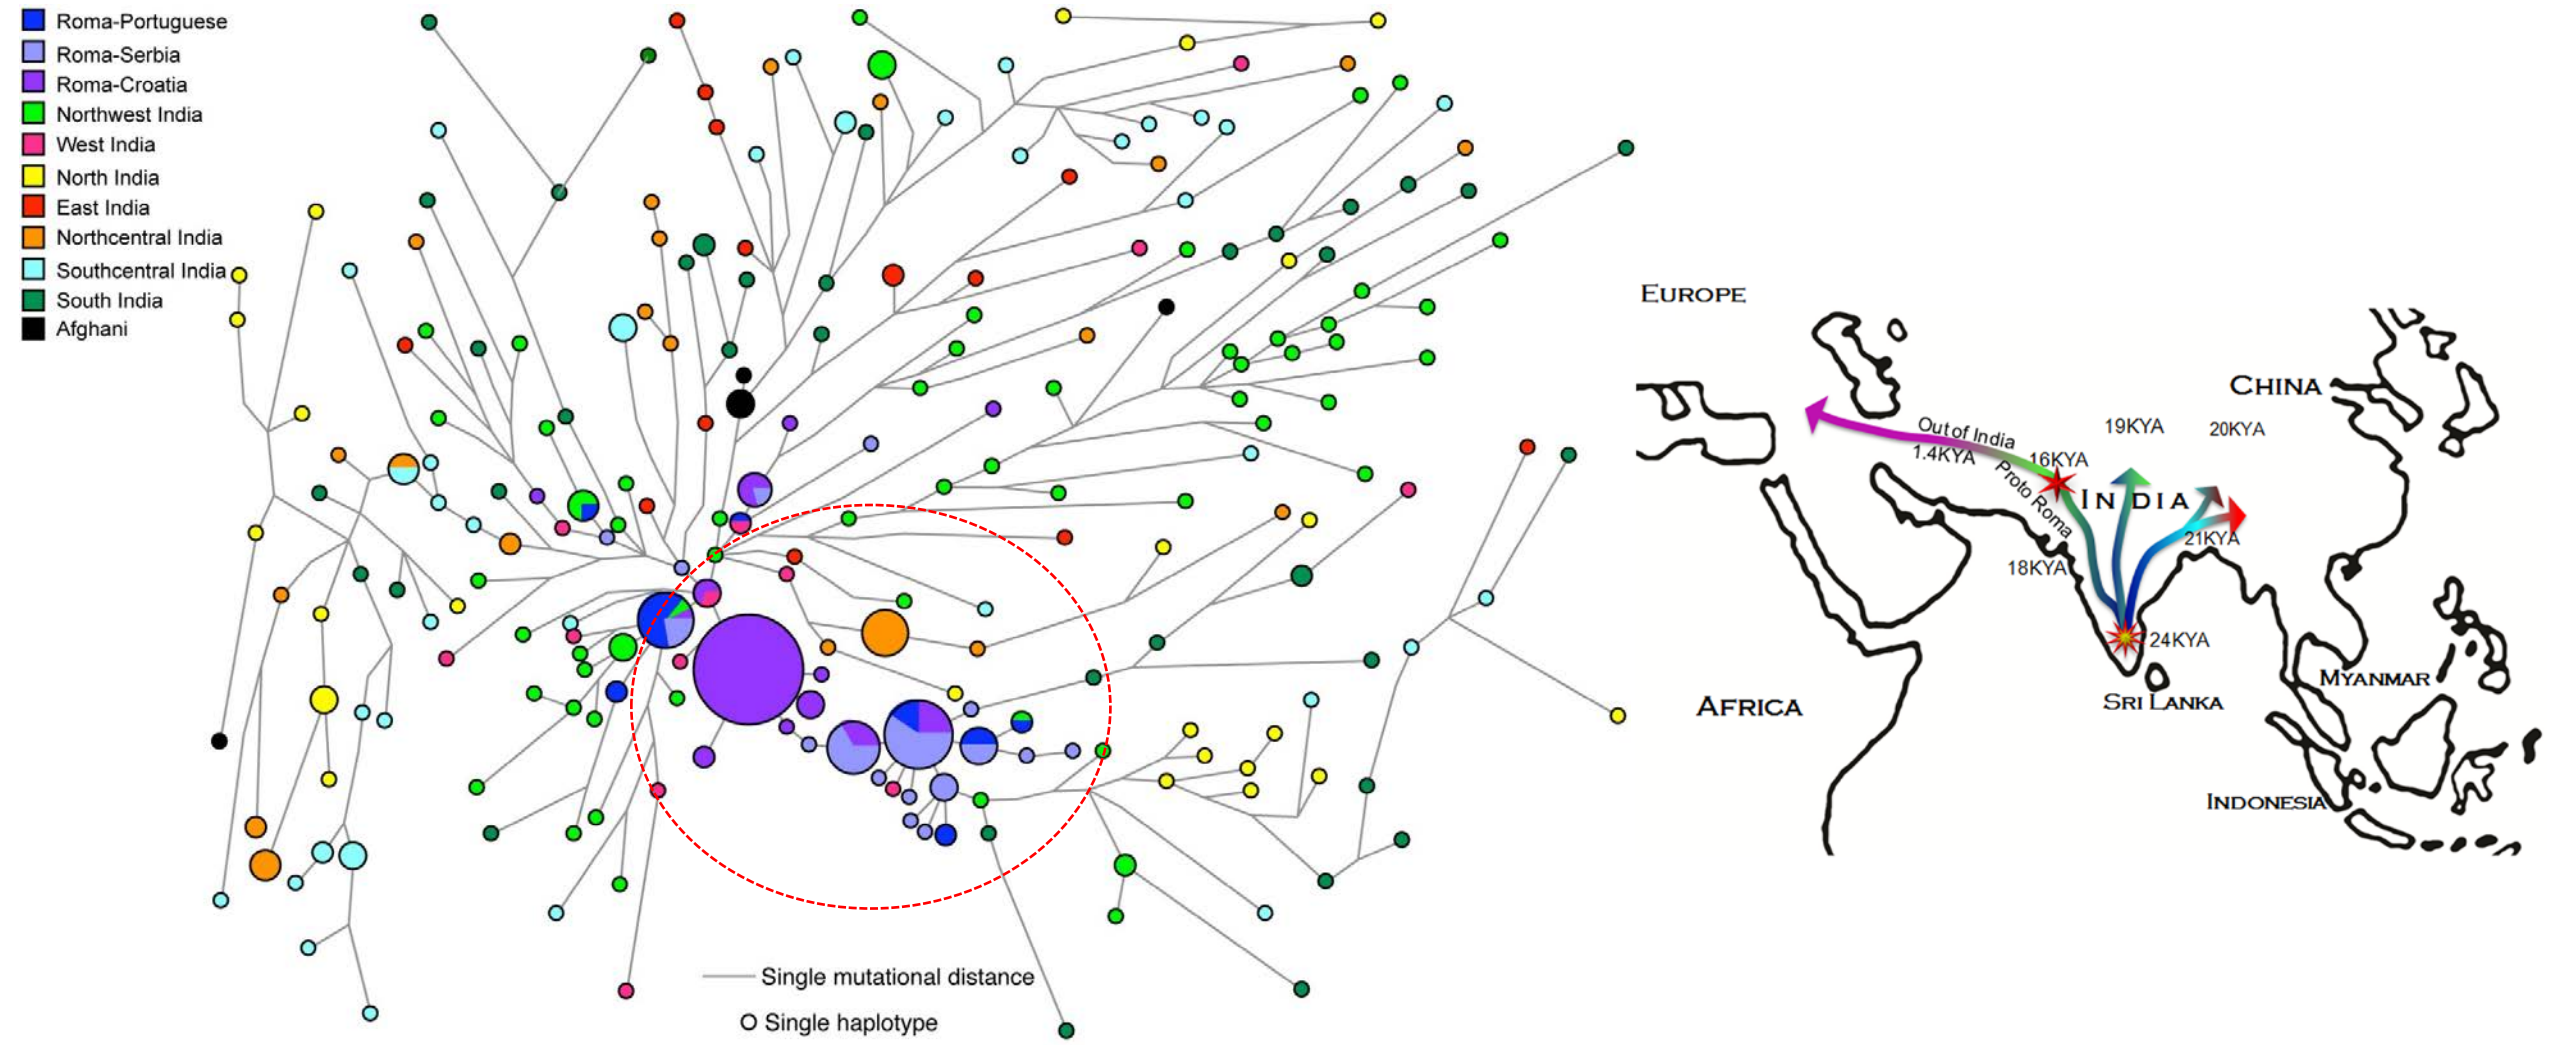 Roma-Portuguese
Roma-Serbia
Roma-Croatia
Northwest India
West India
North India
East India
Northcentral India
Southcentral India
South India
Afghani
Single mutational distance
Single haplotype
EUROPE
CHINA
19KYA
20KYA
Out of India
1.4KYA
16KYA
Proto Roma
INDIA
21KYA
18KYA
24KYA
MYANMAR
SRI LANKA
AFRICA
INDONESIA